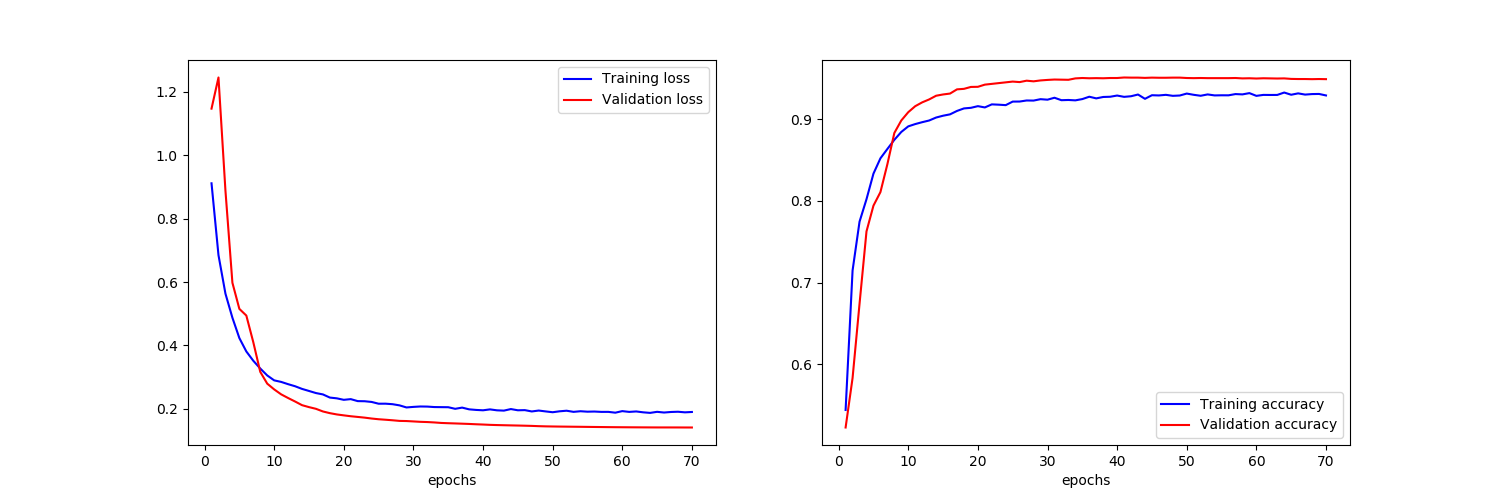 Training loss
Validation loss
1.2
1.0
0.8
0.6
0.4
0.2
0 10 20 30 40 50 60 70
epochs
0.9
0.8
0.7
0.6
Training accuracy
Validation accuracy
0 10 20 30 40 50 60 70
epochs